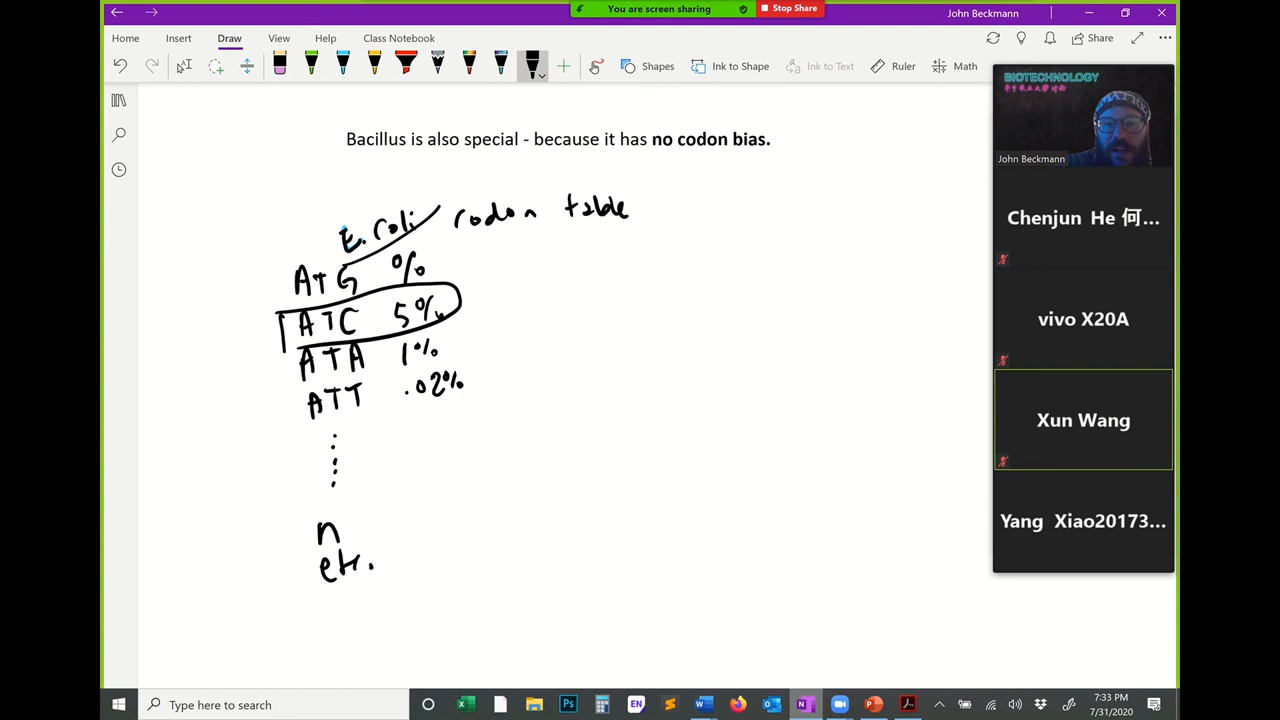 You are screen sharing Stop Share
John Beckmann
Home Insert Draw View Help Class Notebook
Share
Shapes Ink to Shape Ink to Text Ruler Math
BIOTECHNOLOGY
John Beckmann
Chenjun He 何...
vivo X20A
Xun Wang
Yang Xiao20173...
Bacillus is also special - because it has no codon bias.
E. coli codon table
ATG %
ATC 5%
ATA 1%
ATT .02%
n
etc.
Type here to search
EN
7:33 PM
7/31/2020